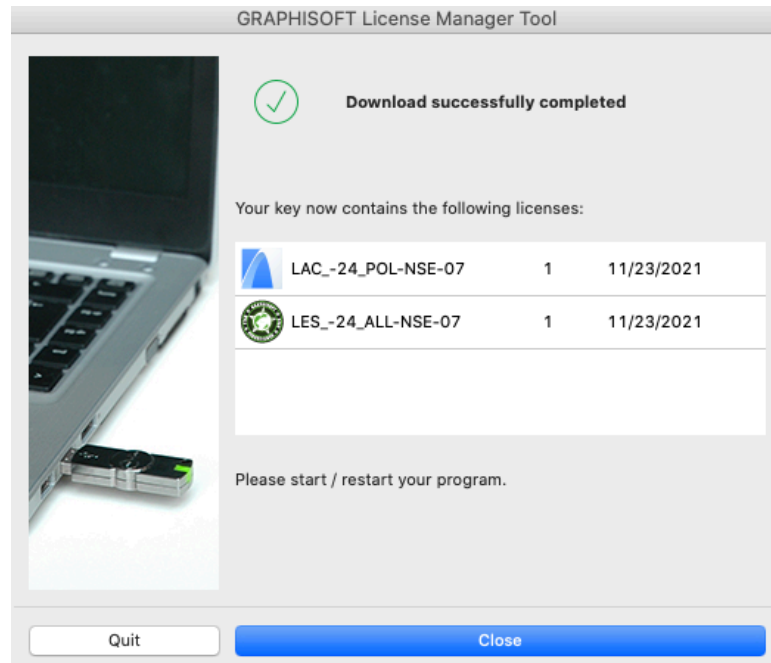 GRAPHISOFT License Manager Tool
Download successfully completed
Your key now contains the following licenses:
LAC_-24_POL-NSE-07 1 11/23/2021
LES_-24_ALL-NSE-07 1 11/23/2021
Please start / restart your program.
Quit Close